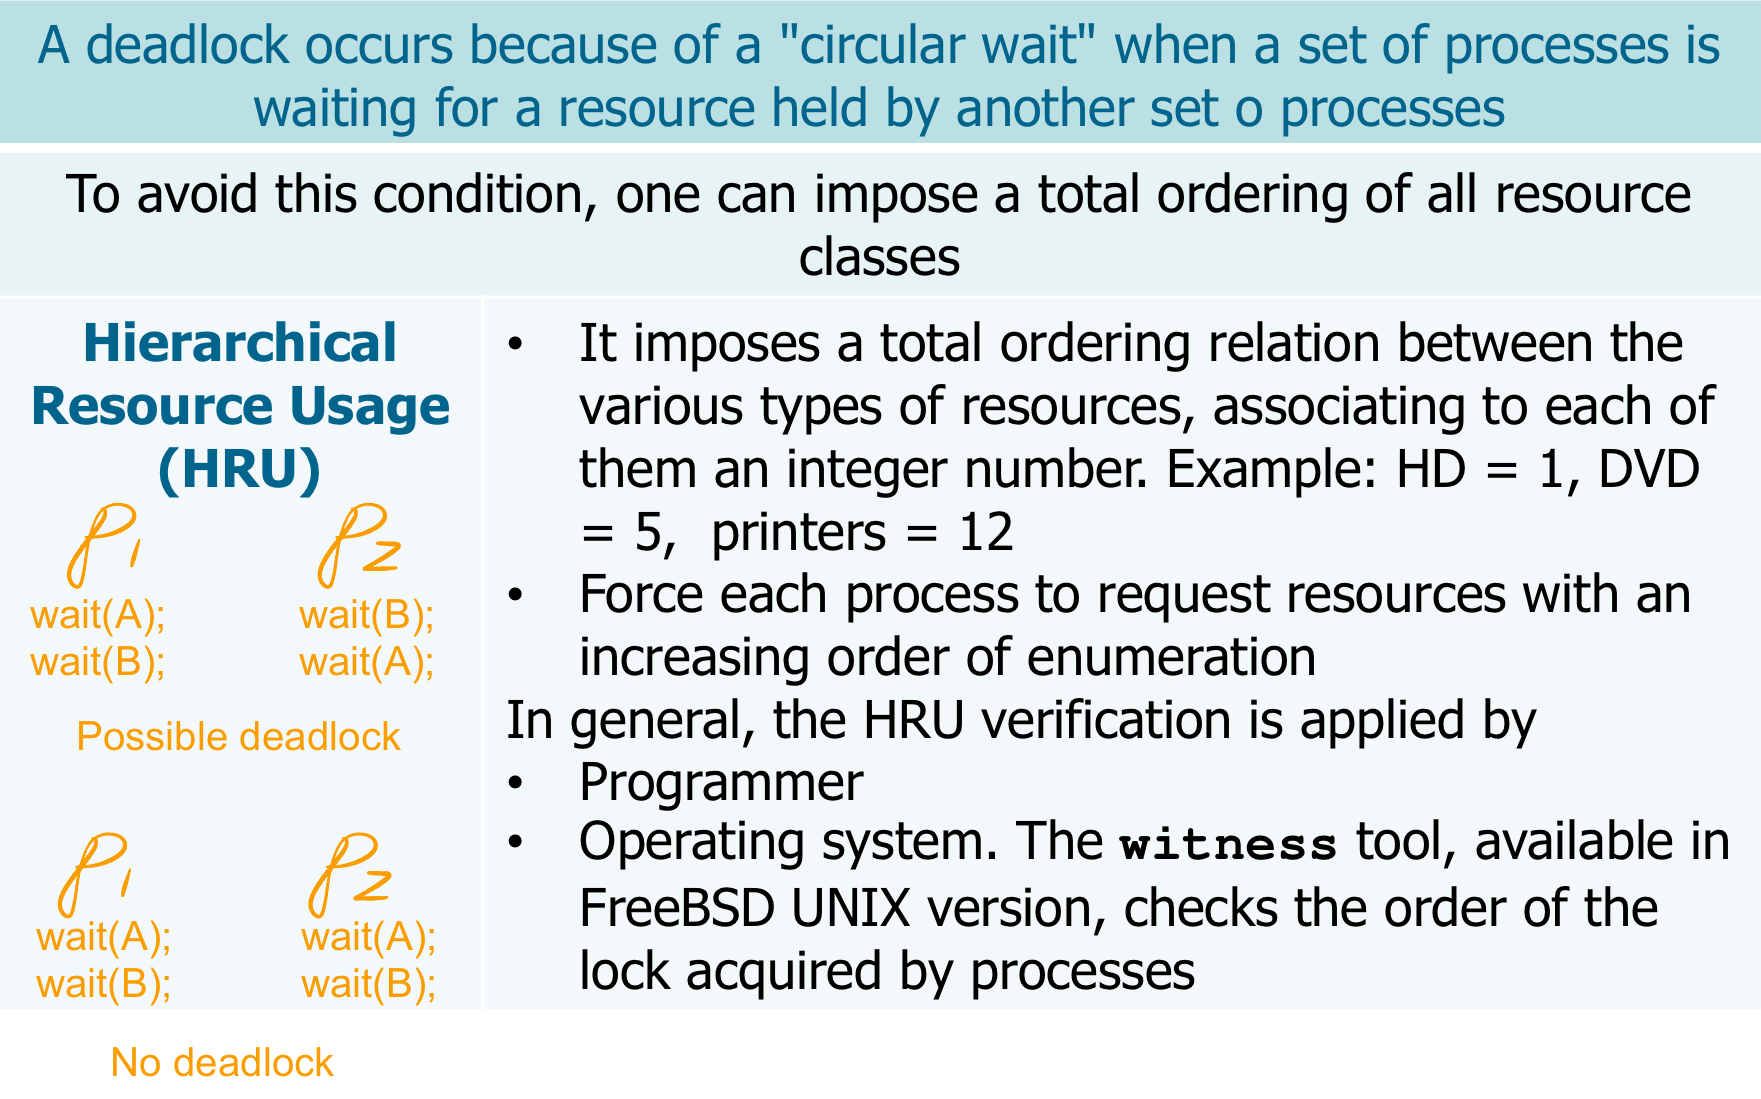 A deadlock occurs because of a "circular wait" when a set of processes is
waiting for a resource held by another set o processes
To avoid this condition, one can impose a total ordering of all resource
classes
Hierarchical
Resource Usage
(HRU)
P1 P2
wait(A); wait(B);
wait(B); wait(A);
Possible deadlock
P1 P2
wait(A); wait(A);
wait(B); wait(B);
No deadlock
• It imposes a total ordering relation between the
various types of resources, associating to each of
them an integer number. Example: HD = 1, DVD
= 5, printers = 12
• Force each process to request resources with an
increasing order of enumeration
In general, the HRU verification is applied by
• Programmer
• Operating system. The witness tool, available in
FreeBSD UNIX version, checks the order of the
lock acquired by processes